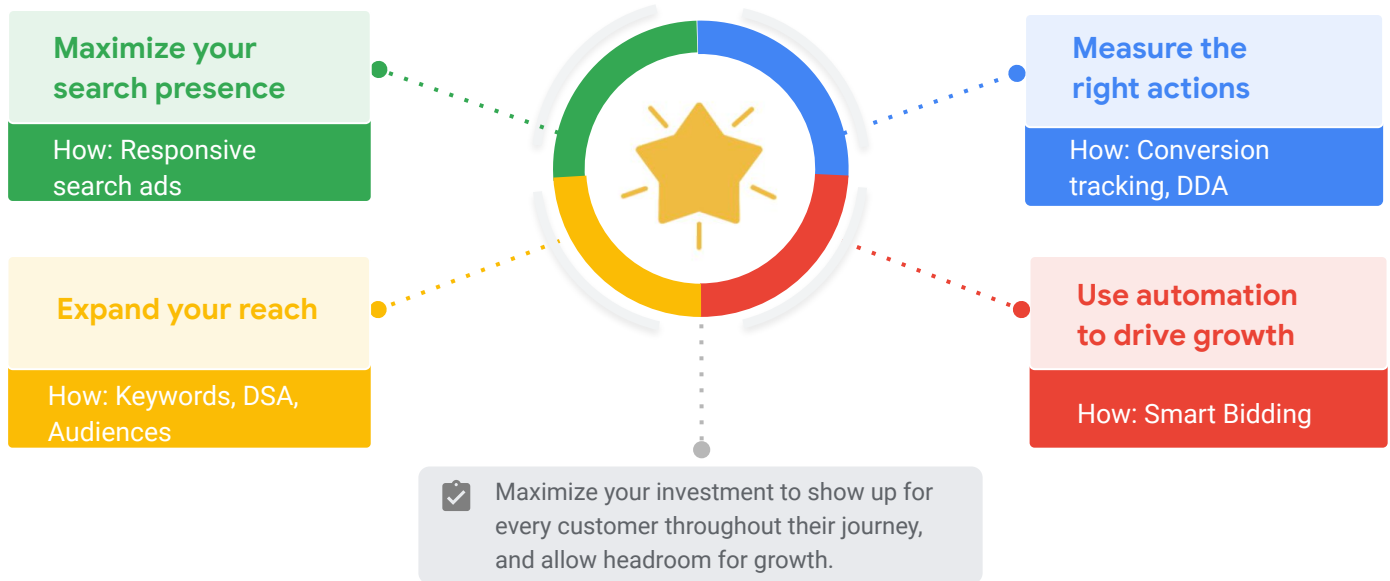 Maximize your
search presence
How: Responsive
search ads
Measure the
right actions
How: Conversion
tracking, DDA
Expand your reach
How: Keywords, DSA,
Audiences
Use automation
to drive growth
How: Smart Bidding
Maximize your investment to show up for
every customer throughout their journey,
and allow headroom for growth.